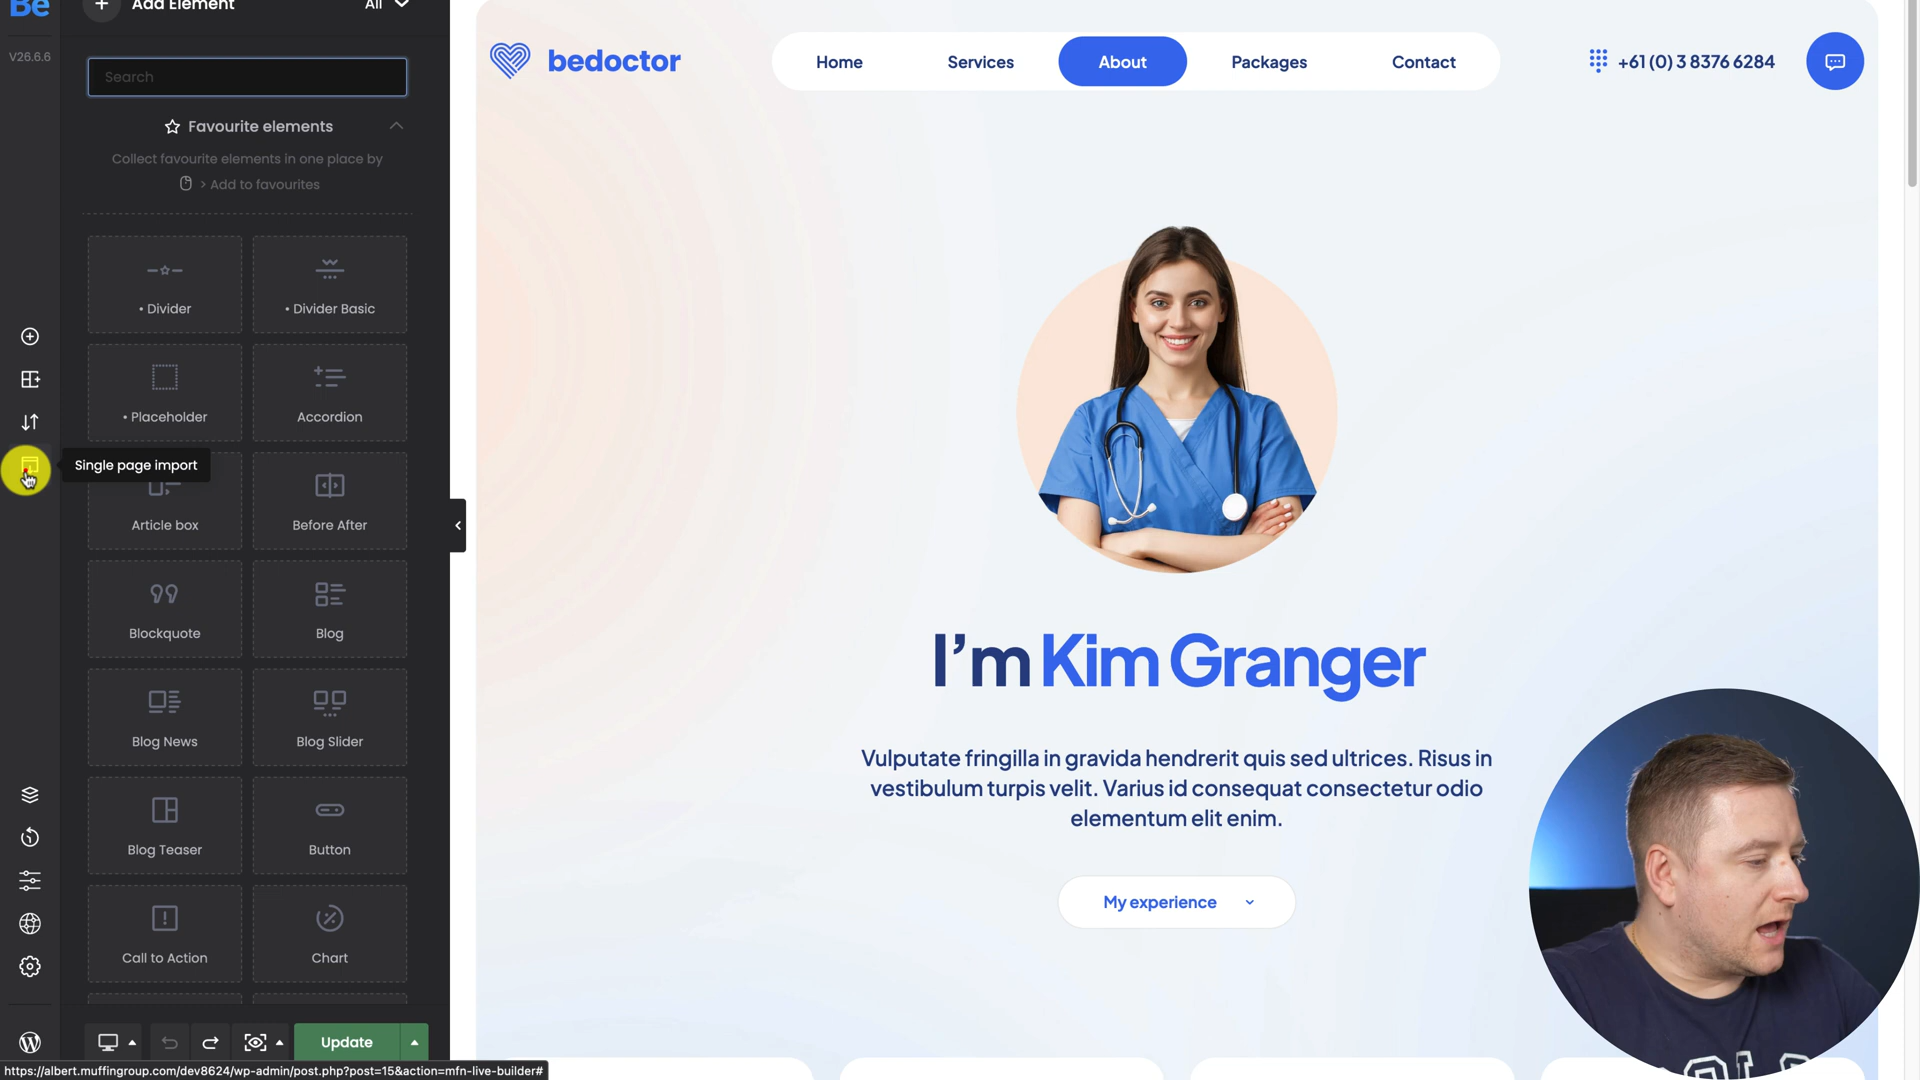 Be
Add Element
All
V26.6.6
Search
Favourite elements
Collect favourite elements in one place by
> Add to favourites
• Divider
• Divider Basic
• Placeholder
Accordion
Single page import
Article box
Before After
Blockquote
Blog
Blog News
Blog Slider
Blog Teaser
Button
Call to Action
Chart
Update
https://albert.muffingroup.com/dev8624/wp-admin/post.php?post=15&action=mfn-live-builder#
bedoctor
Home
Services
About
Packages
Contact
+61 (0) 3 8376 6284
I’m Kim Granger
Vulputate fringilla in gravida hendrerit quis sed ultrices. Risus in
vestibulum turpis velit. Varius id consequat consectetur odio
elementum elit enim.
My experience